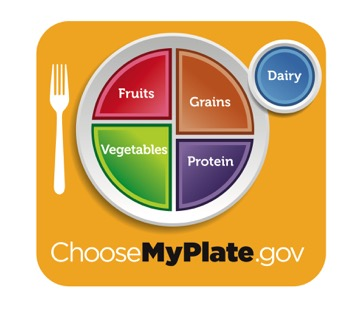 Dairy
Fruits
Grains
Vegetables
Protein
ChooseMyPlate.gov